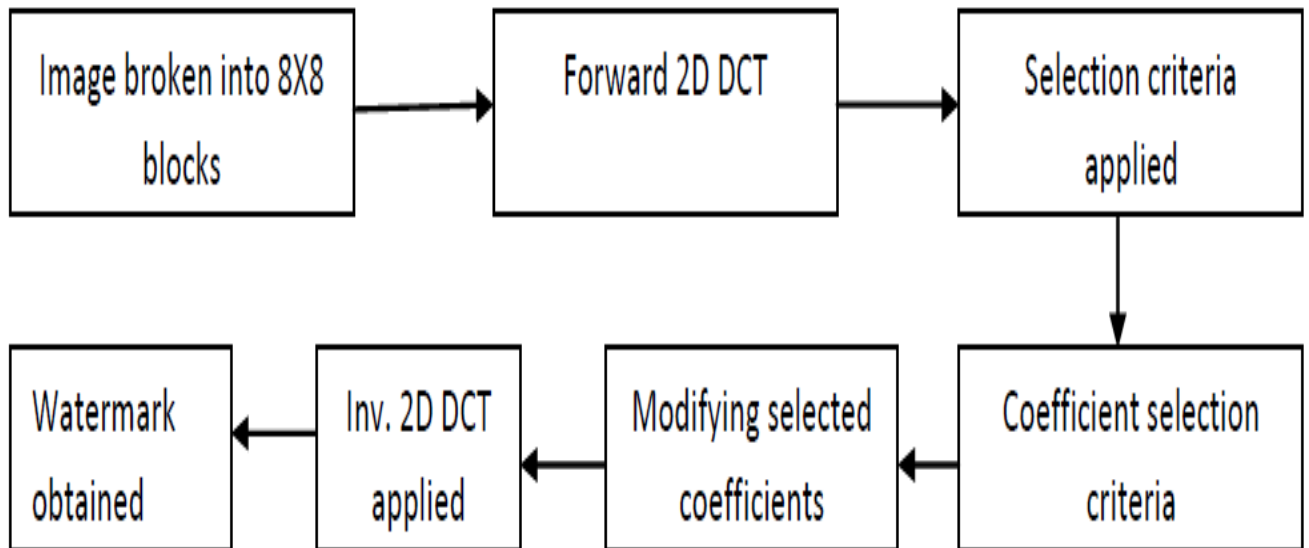 Image broken into 8X8
blocks
Forward 2D DCT
Selection criteria
applied
Coefficient selection
criteria
Modifying selected
coefficients
Inv. 2D DCT
applied
Watermark
obtained